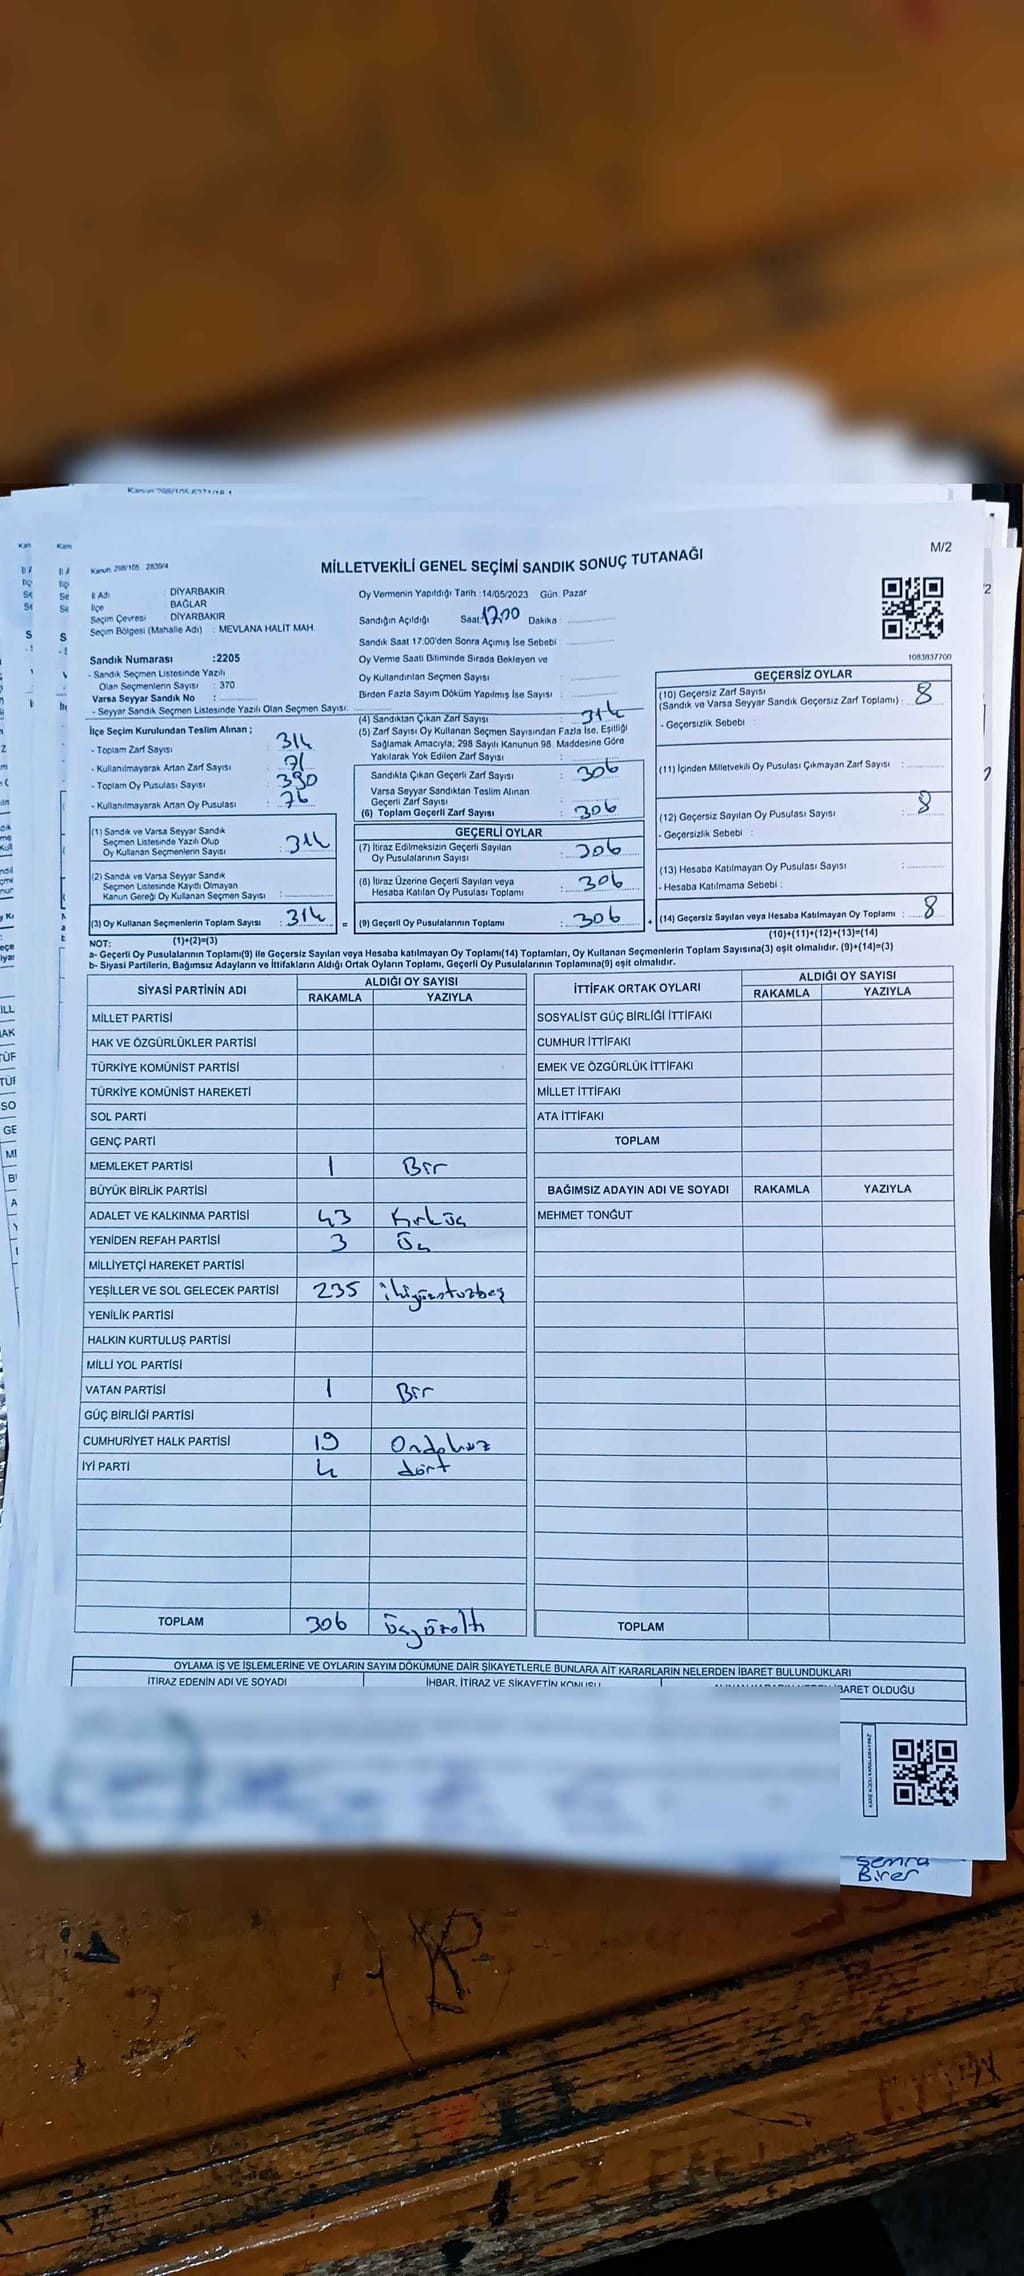 M/2
Kanun: 298/105 2839/4
MİLLETVEKİLİ GENEL SEÇİMİ SANDIK SONUÇ TUTANAĞI
İl Adı : DİYARBAKIR
İlçe : BAĞLAR
Seçim Çevresi : DİYARBAKIR
Seçim Bölgesi (Mahalle Adı) : MEVLANA HALİT MAH.
Sandık Numarası :2205
- Sandık Seçmen Listesinde Yazılı
Olan Seçmenlerin Sayısı : 370
Varsa Seyyar Sandık No :
- Seyyar Sandık Seçmen Listesinde Yazılı Olan Seçmen Sayısı:
Oy Vermenin Yapıldığı Tarih :14/05/2023 Gün: Pazar
Sandığın Açıldığı Saat: 17.00 Dakika :
Sandık Saat 17.00'den Sonra Açımış İse Sebebi :
Oy Verme Saati Bitiminde Sırada Bekleyen ve
Oy Kullandırılan Seçmen Sayısı :
Birden Fazla Sayım Döküm Yapılmış İse Sayısı :
1083837700
İlçe Seçim Kurulundan Teslim Alınan ;
- Toplam Zarf Sayısı : 314
- Kullanılmayarak Artan Zarf Sayısı : 71
- Toplam Oy Pusulası Sayısı : 390
- Kullanılmayarak Artan Oy Pusulası : 76
(1) Sandık ve Varsa Seyyar Sandık
Seçmen Listesinde Yazılı Olup
Oy Kullanan Seçmenlerin Sayısı : 314
(2) Sandık ve Varsa Seyyar Sandık
Seçmen Listesinde Kayıtlı Olmayan
Kanun Gereği Oy Kullanan Seçmen Sayısı :
(3) Oy Kullanan Seçmenlerin Toplam Sayısı : 314 =
(4) Sandıktan Çıkan Zarf Sayısı : 314
(5) Zarf Sayısı Oy Kullanan Seçmen Sayısından Fazla İse, Eşitliği
Sağlamak Amacıyla; 298 Sayılı Kanunun 98. Maddesine Göre
Yakılarak Yok Edilen Zarf Sayısı :
Sandıkta Çıkan Geçerli Zarf Sayısı : 306
Varsa Seyyar Sandıktan Teslim Alınan
Geçerli Zarf Sayısı :
(6) Toplam Geçerli Zarf Sayısı : 306
GEÇERLİ OYLAR
(7) İtiraz Edilmeksizin Geçerli Sayılan
Oy Pusulalarının Sayısı : 306
(8) İtiraz Üzerine Geçerli Sayılan veya
Hesaba Katılan Oy Pusulası Toplamı : 306
(9) Geçerli Oy Pusulalarının Toplamı : 306 +
GEÇERSİZ OYLAR
(10) Geçersiz Zarf Sayısı
(Sandık ve Varsa Seyyar Sandık Geçersiz Zarf Toplamı) : 8
- Geçersizlik Sebebi :
(11) İçinden Milletvekili Oy Pusulası Çıkmayan Zarf Sayısı :
(12) Geçersiz Sayılan Oy Pusulası Sayısı : 8
- Geçersizlik Sebebi :
(13) Hesaba Katılmayan Oy Pusulası Sayısı :
- Hesaba Katılmama Sebebi :
(14) Geçersiz Sayılan veya Hesaba Katılmayan Oy Toplamı : 8
NOT: (1)+(2)=(3) (10)+(11)+(12)+(13)=(14)
a- Geçerli Oy Pusulalarının Toplamı(9) ile Geçersiz Sayılan veya Hesaba katılmayan Oy Toplamı(14) Toplamları, Oy Kullanan Seçmenlerin Toplam Sayısına(3) eşit olmalıdır. (9)+(14)=(3)
b- Siyasi Partilerin, Bağımsız Adayların ve İttifakların Aldığı Ortak Oyların Toplamı, Geçerli Oy Pusulalarının Toplamına(9) eşit olmalıdır.
SİYASİ PARTİNİN ADI ALDIĞI OY SAYISI
RAKAMLA YAZIYLA
MİLLET PARTİSİ
HAK VE ÖZGÜRLÜKLER PARTİSİ
TÜRKİYE KOMÜNİST PARTİSİ
TÜRKİYE KOMÜNİST HAREKETİ
SOL PARTİ
GENÇ PARTİ
MEMLEKET PARTİSİ 1 Bir
BÜYÜK BİRLİK PARTİSİ
ADALET VE KALKINMA PARTİSİ 43 Kırküç
YENİDEN REFAH PARTİSİ 3 Üç
MİLLİYETÇİ HAREKET PARTİSİ
YEŞİLLER VE SOL GELECEK PARTİSİ 235 ikiyüzotuzbeş
YENİLİK PARTİSİ
HALKIN KURTULUŞ PARTİSİ
MİLLİ YOL PARTİSİ
VATAN PARTİSİ 1 Bir
GÜÇ BİRLİĞİ PARTİSİ
CUMHURİYET HALK PARTİSİ 19 Ondokuz
İYİ PARTİ 4 dört
TOPLAM 306 üçyüzaltı
İTTİFAK ORTAK OYLARI ALDIĞI OY SAYISI
RAKAMLA YAZIYLA
SOSYALİST GÜÇ BİRLİĞİ İTTİFAKI
CUMHUR İTTİFAKI
EMEK VE ÖZGÜRLÜK İTTİFAKI
MİLLET İTTİFAKI
ATA İTTİFAKI
TOPLAM
BAĞIMSIZ ADAYIN ADI VE SOYADI RAKAMLA YAZIYLA
MEHMET TONĞUT
TOPLAM
OYLAMA İŞ VE İŞLEMLERİNE VE OYLARIN SAYIM DÖKÜMÜNE DAİR ŞİKAYETLERLE BUNLARA AİT KARARLARIN NELERDEN İBARET BULUNDUKLARI
İTİRAZ EDENİN ADI VE SOYADI İHBAR, İTİRAZ VE ŞİKAYETİN KONUSU İBARET OLDUĞU
Semra
Birer